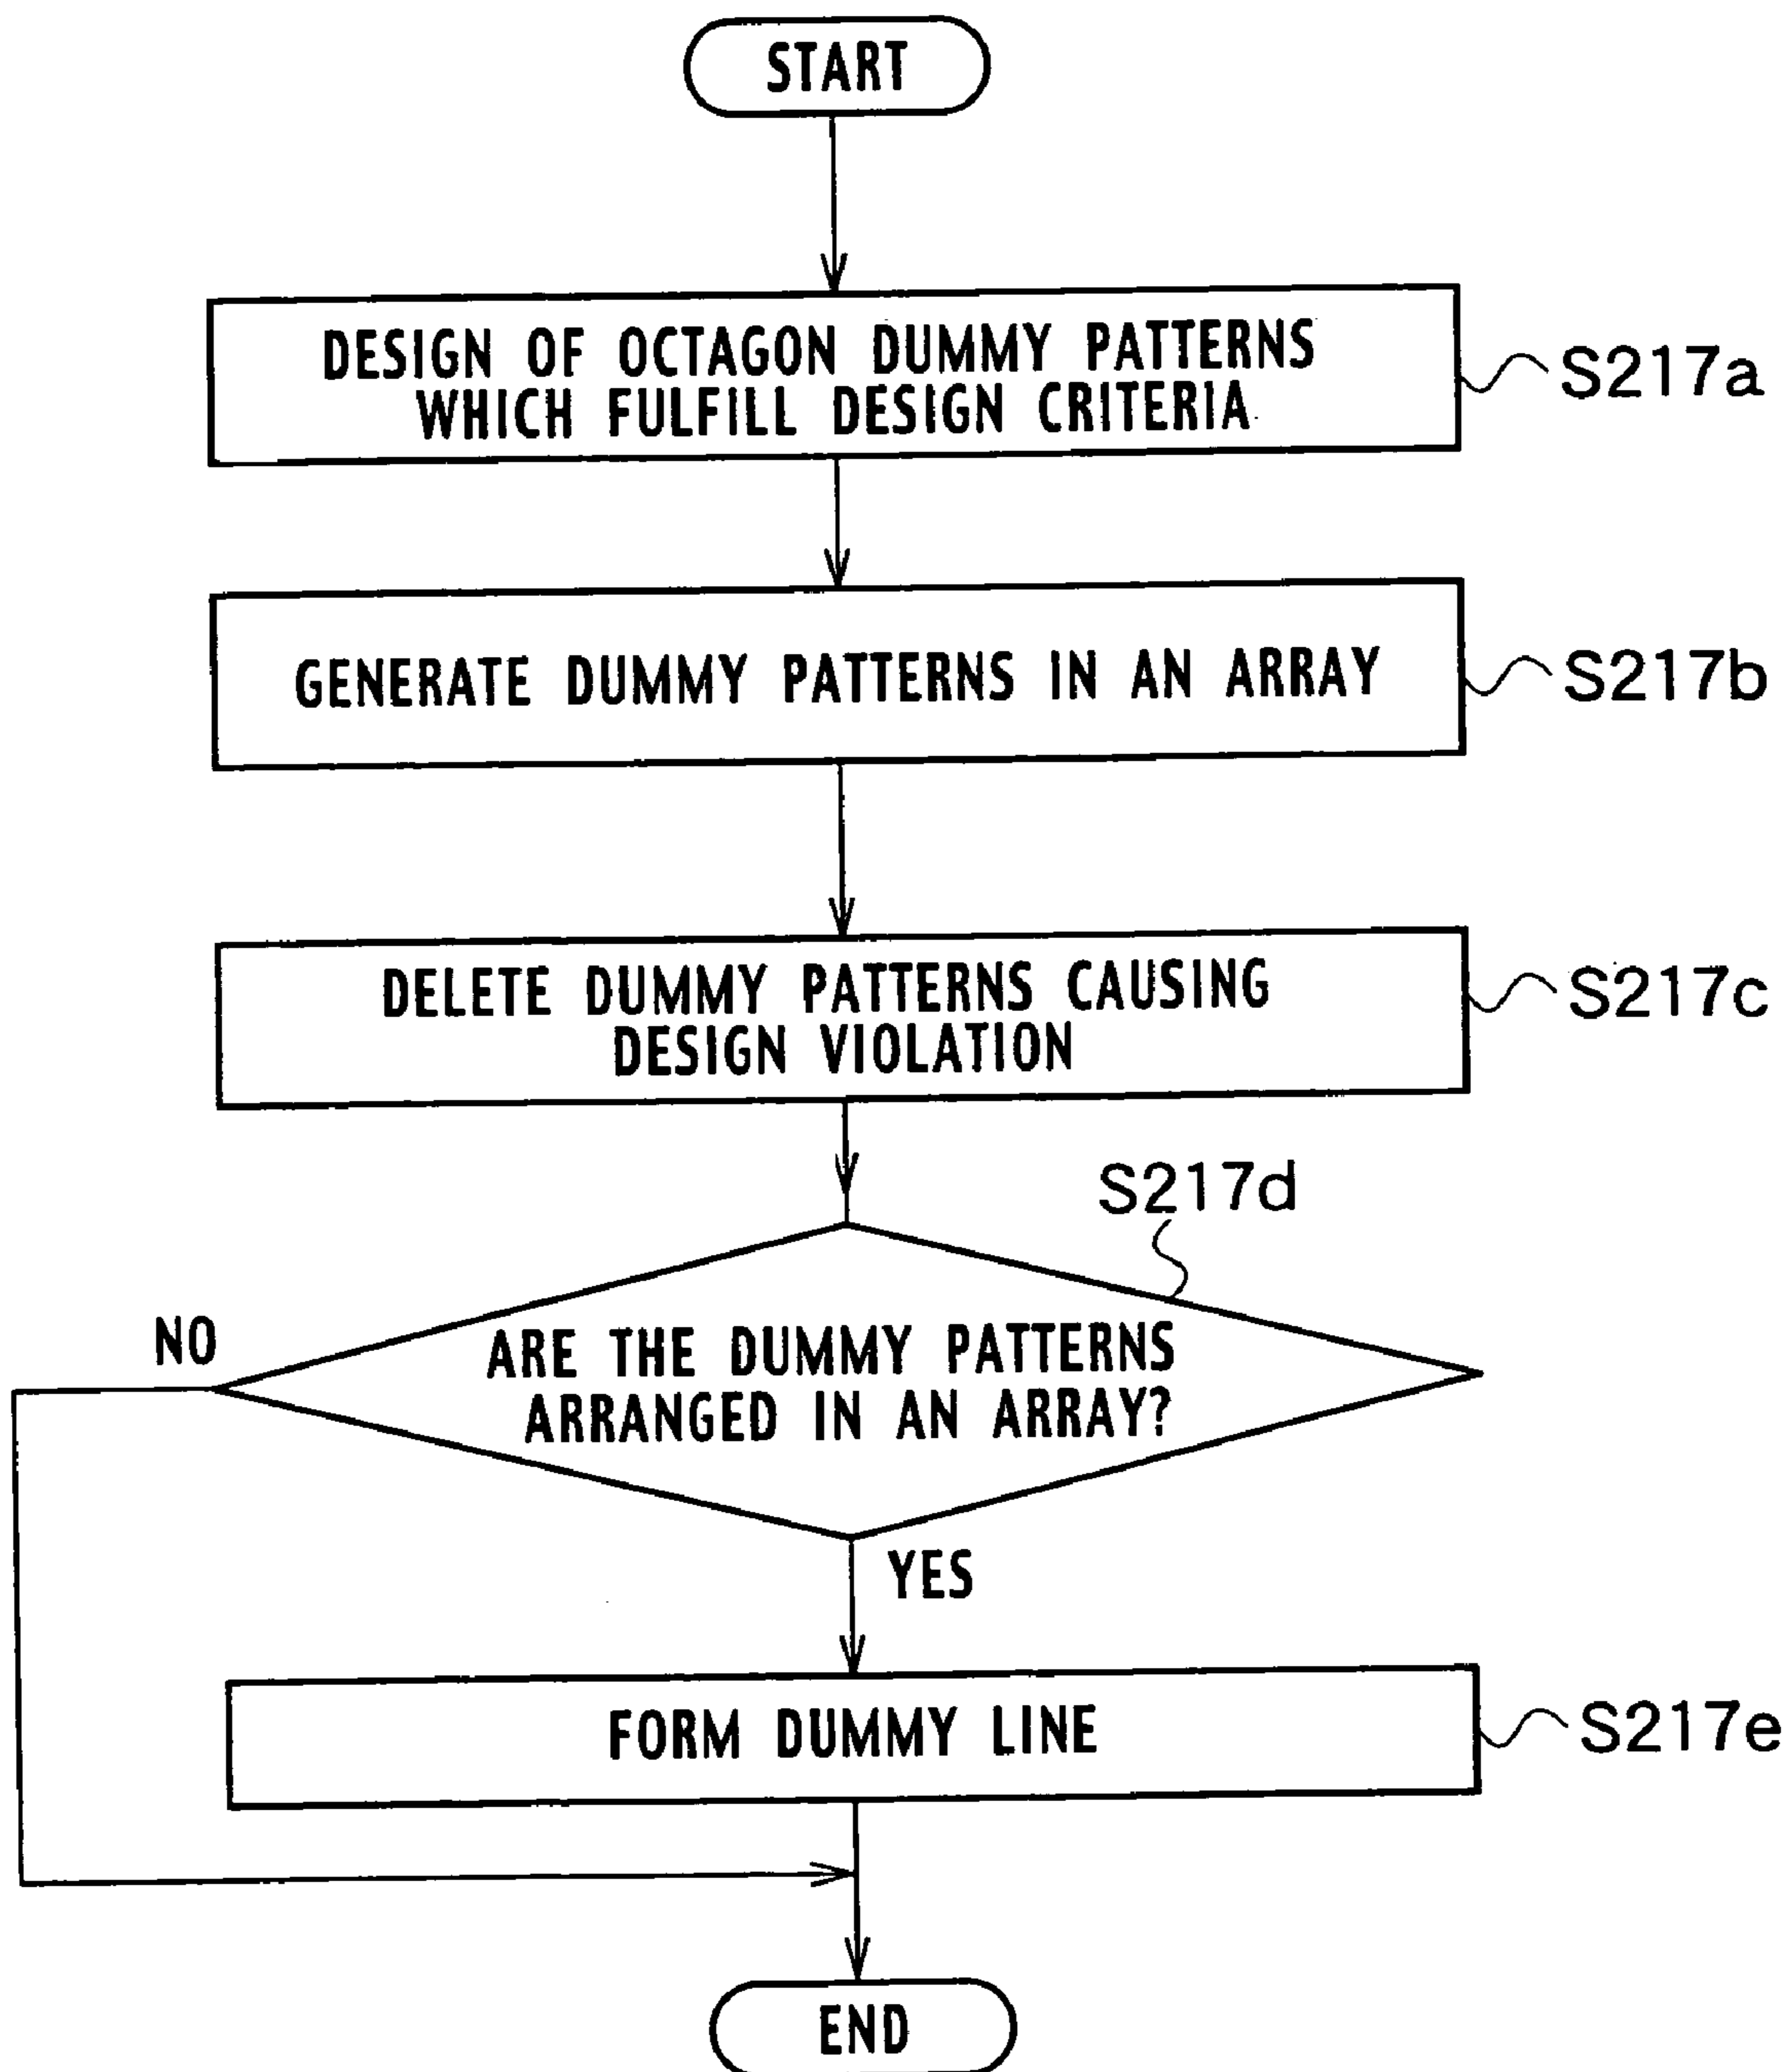 START
DESIGN OF OCTAGON DUMMY PATTERNS
WHICH FULFILL DESIGN CRITERIA
S217a
GENERATE DUMMY PATTERNS IN AN ARRAY
S217b
DELETE DUMMY PATTERNS CAUSING
DESIGN VIOLATION
S217c
S217d
NO
ARE THE DUMMY PATTERNS
ARRANGED IN AN ARRAY?
YES
FORM DUMMY LINE
S217e
END